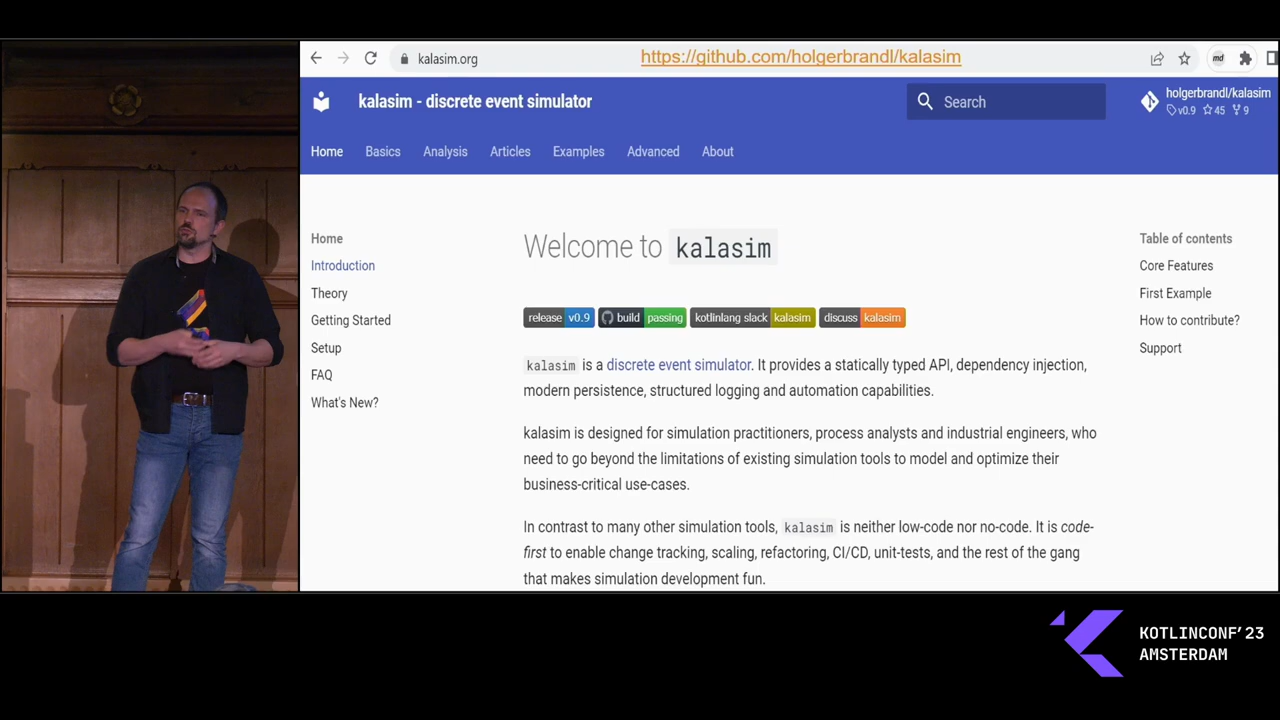 kalasim.org
https://github.com/holgerbrandl/kalasim
md
kalasim - discrete event simulator
Search
holgerbrandl/kalasim
v0.9 45 9
Home Basics Analysis Articles Examples Advanced About
Home
Introduction
Theory
Getting Started
Setup
FAQ
What's New?
Welcome to kalasim
release v0.9 build passing kotlinlang slack kalasim discuss kalasim
kalasim is a discrete event simulator. It provides a statically typed API, dependency injection,
modern persistence, structured logging and automation capabilities.
kalasim is designed for simulation practitioners, process analysts and industrial engineers, who
need to go beyond the limitations of existing simulation tools to model and optimize their
business-critical use-cases.
In contrast to many other simulation tools, kalasim is neither low-code nor no-code. It is code-
first to enable change tracking, scaling, refactoring, CI/CD, unit-tests, and the rest of the gang
that makes simulation development fun.
Table of contents
Core Features
First Example
How to contribute?
Support
KOTLINCONF'23
AMSTERDAM